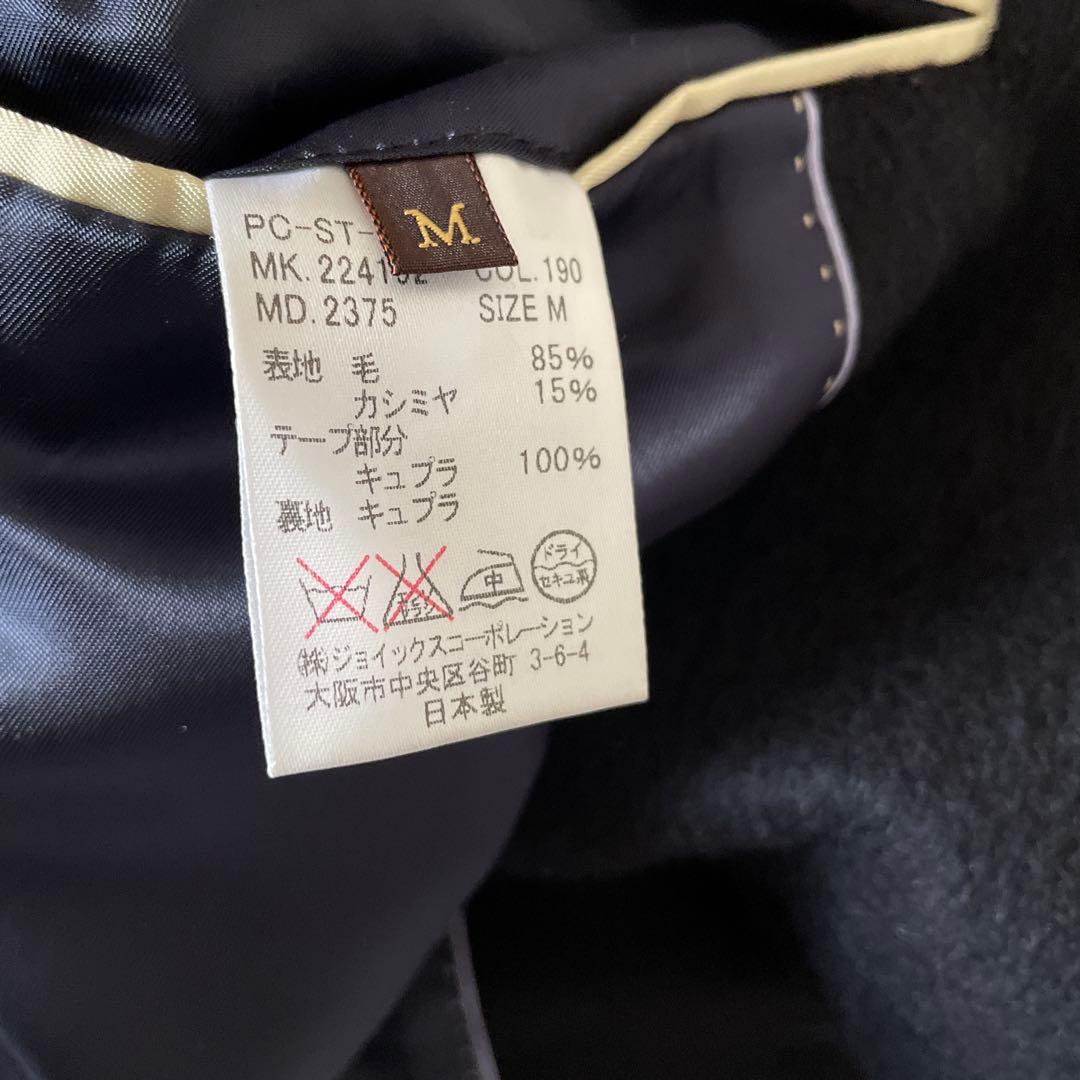 M
PC-ST-
MK. 224102 COL. 190
MD. 2375 SIZE M
表地 毛 85%
カシミヤ 15%
テープ部分
キュプラ 100%
裏地 キュプラ
中
ドライ
セキユ系
㈱ジョイックスコーポレーション
大阪市中央区谷町 3-6-4
日本製